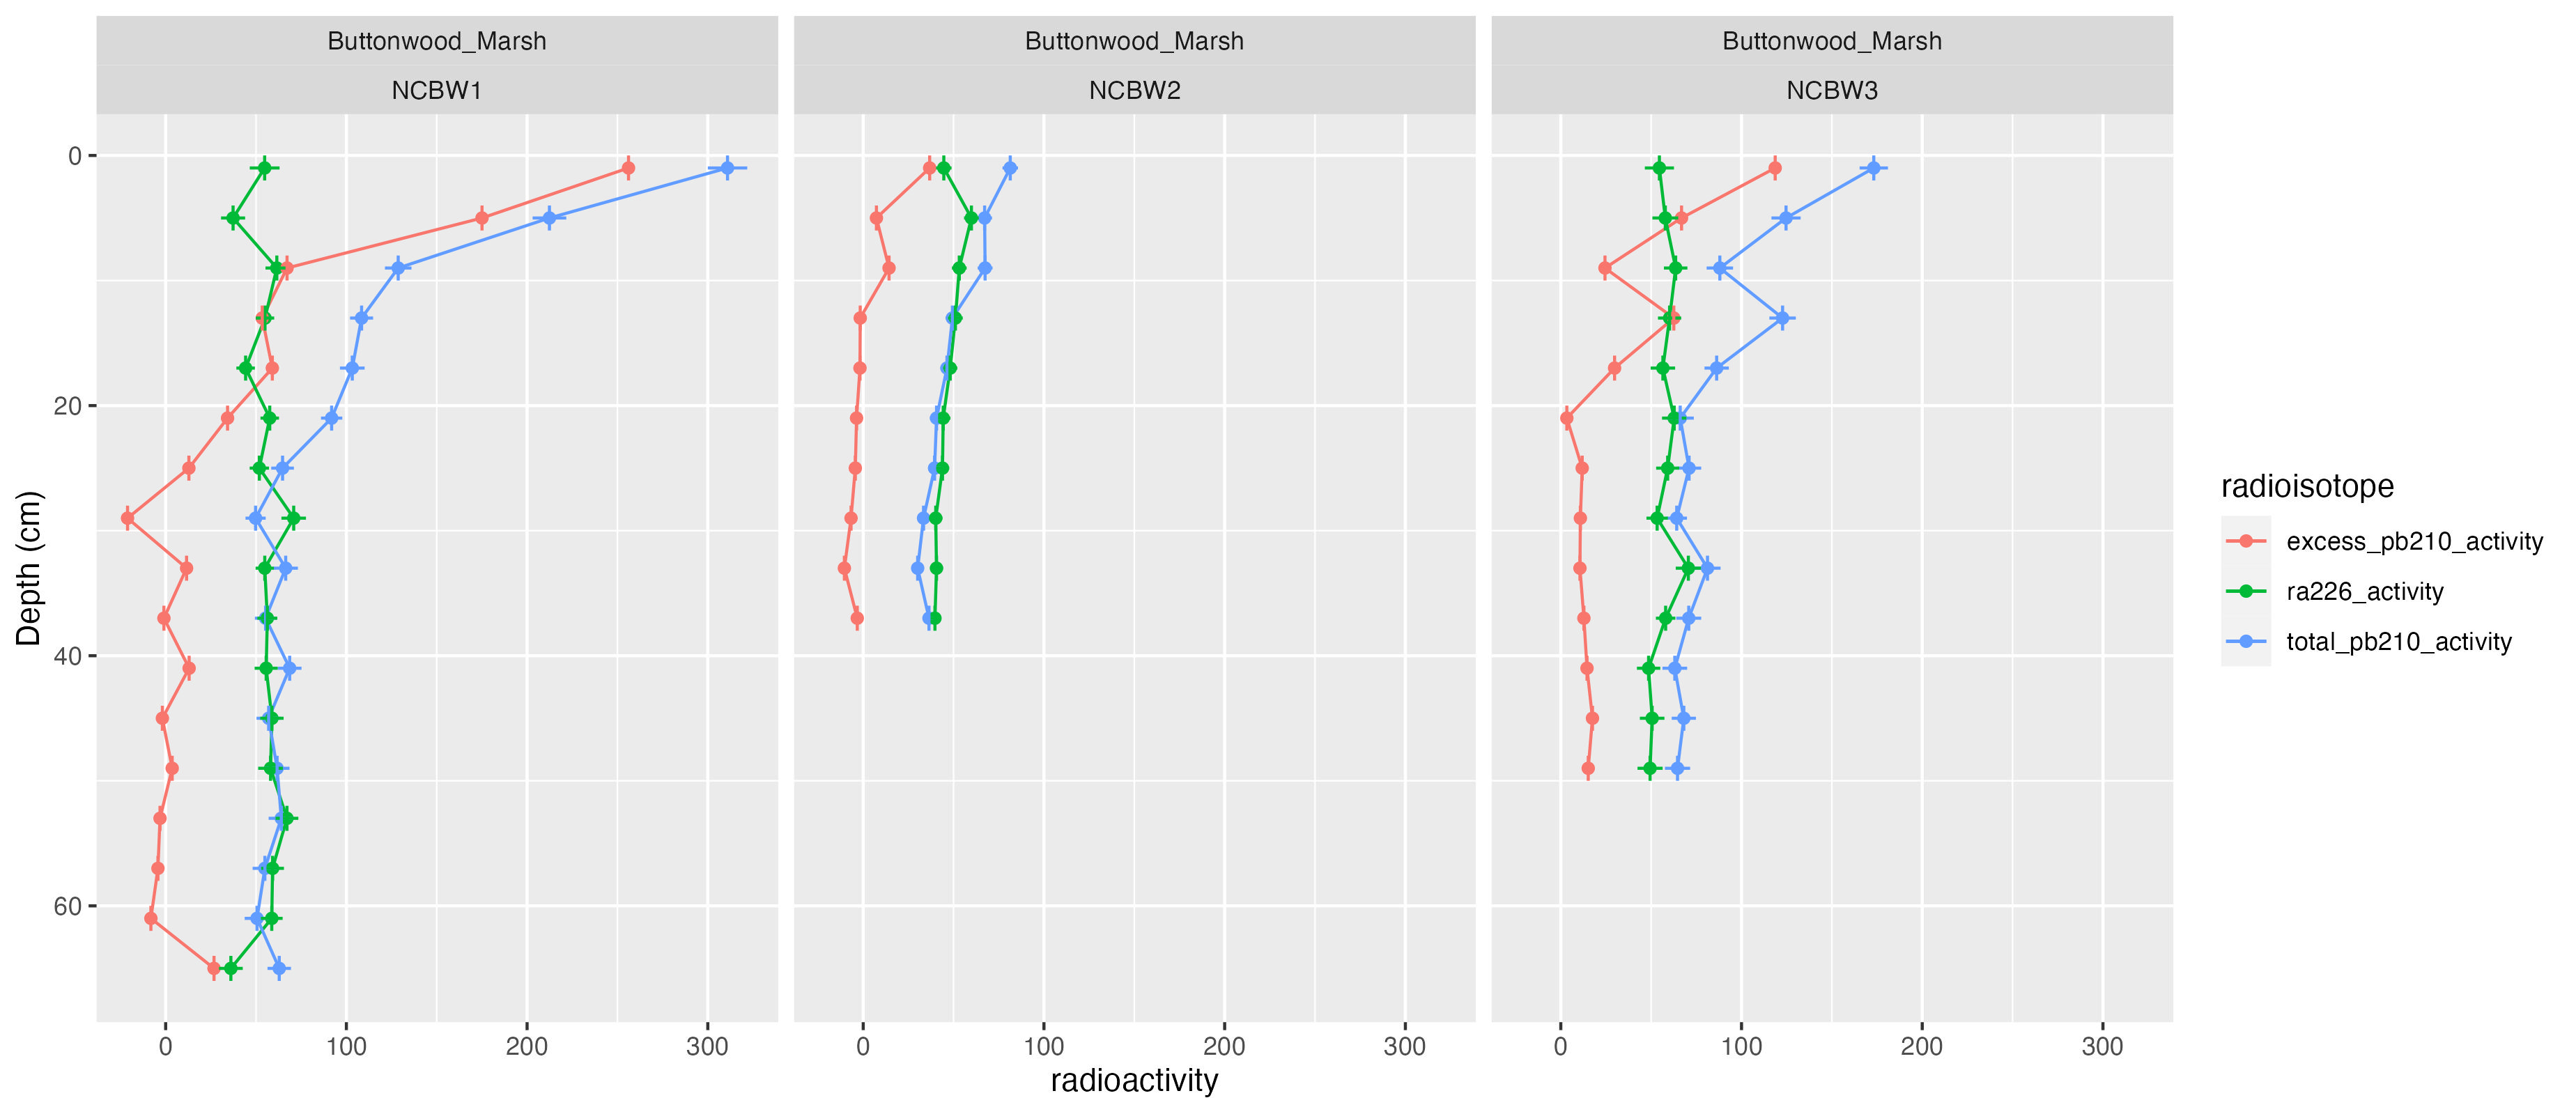 Buttonwood_Marsh Buttonwood_Marsh Buttonwood_Marsh
NCBW1 NCBW2 NCBW3
0
20
40
60
Depth (cm)
0 100 200 300 0 100 200 300 0 100 200 300
radioactivity
radioisotope
excess_pb210_activity
ra226_activity
total_pb210_activity